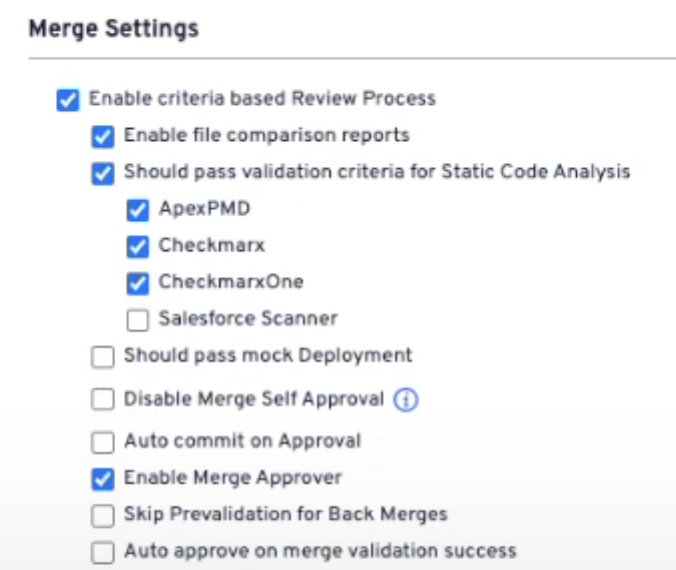 Merge Settings
Enable criteria based Review Process
Enable file comparison reports
Should pass validation criteria for Static Code Analysis
ApexPMD
Checkmarx
CheckmarxOne
Salesforce Scanner
Should pass mock Deployment
Disable Merge Self Approval
Auto commit on Approval
Enable Merge Approver
Skip Prevalidation for Back Merges
Auto approve on merge validation success